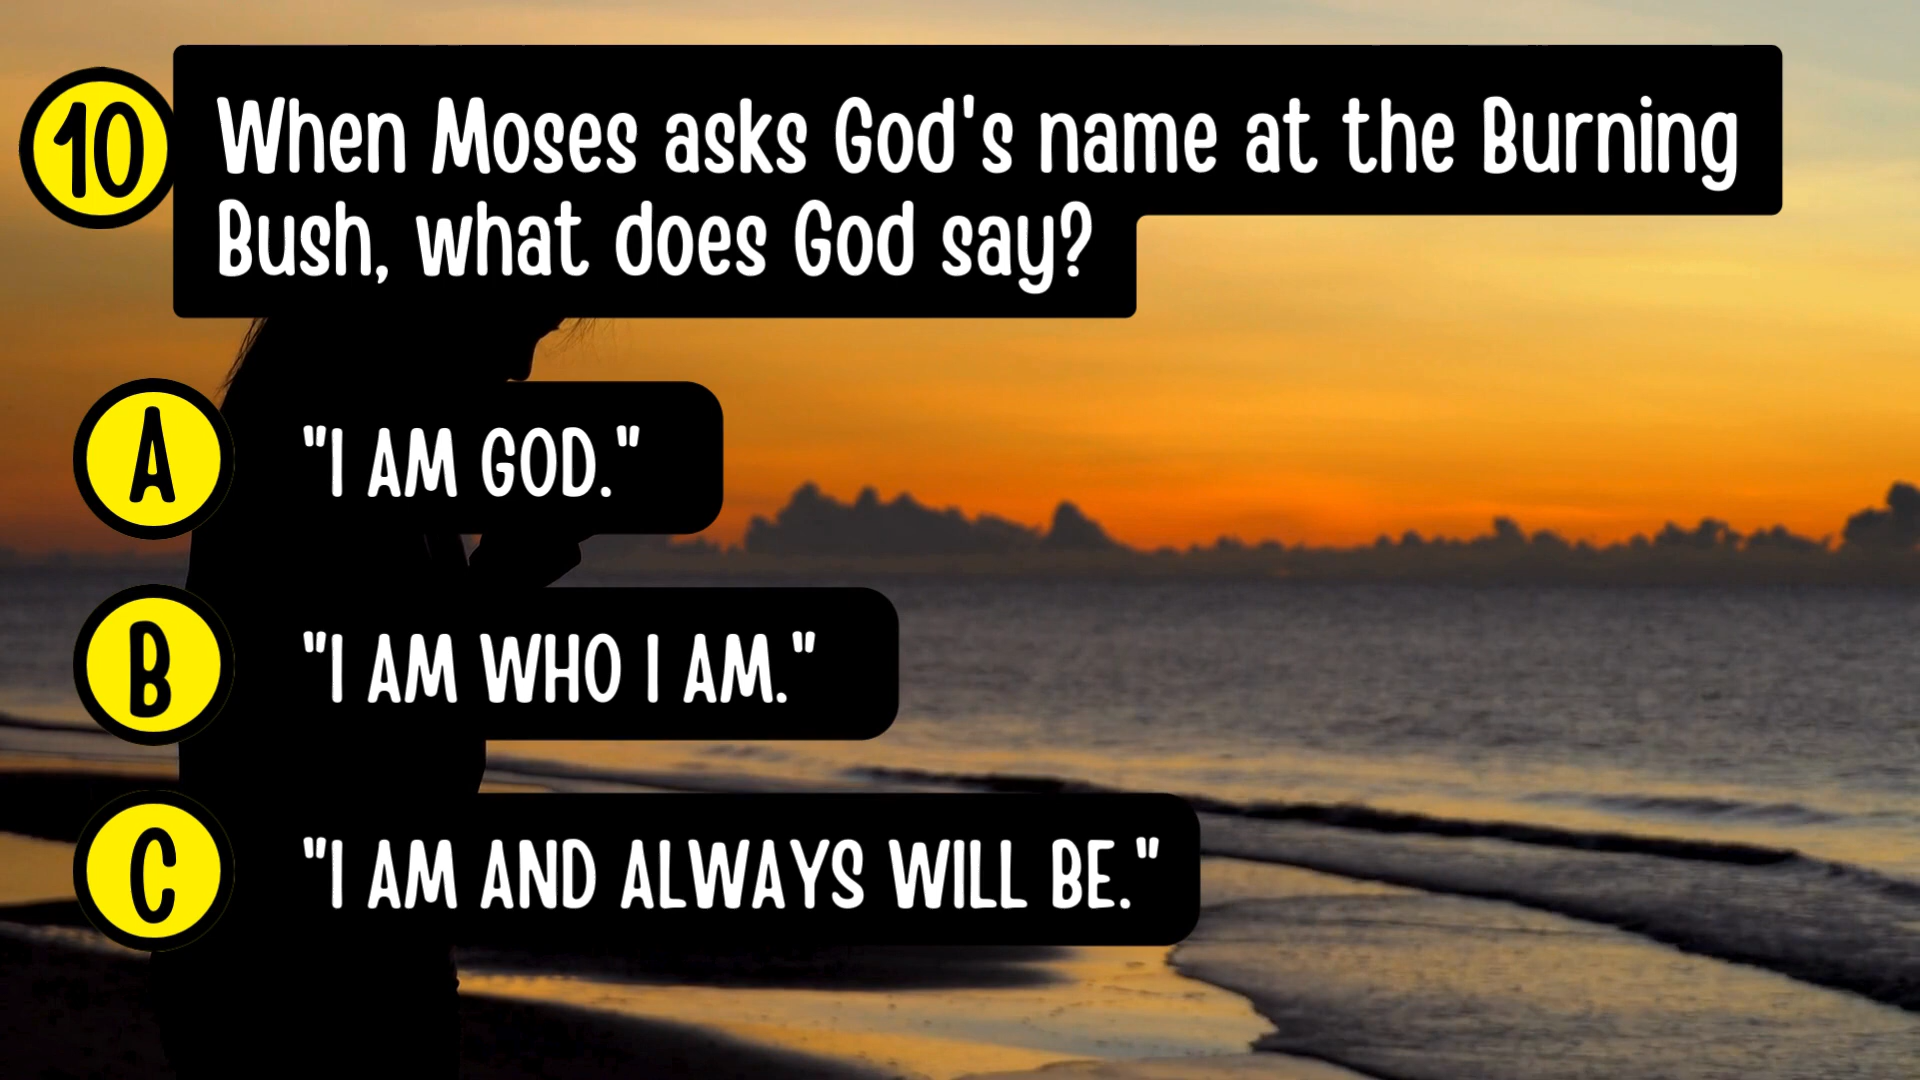 10
When Moses asks God's name at the Burning
Bush, what does God say?
A
"I AM GOD."
B
"I AM WHO I AM."
C
"I AM AND ALWAYS WILL BE."